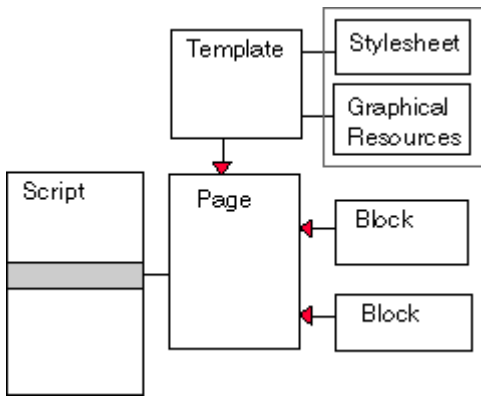 Template
Stylesheet
Graphical
Resources
Script
Page
Block
Block